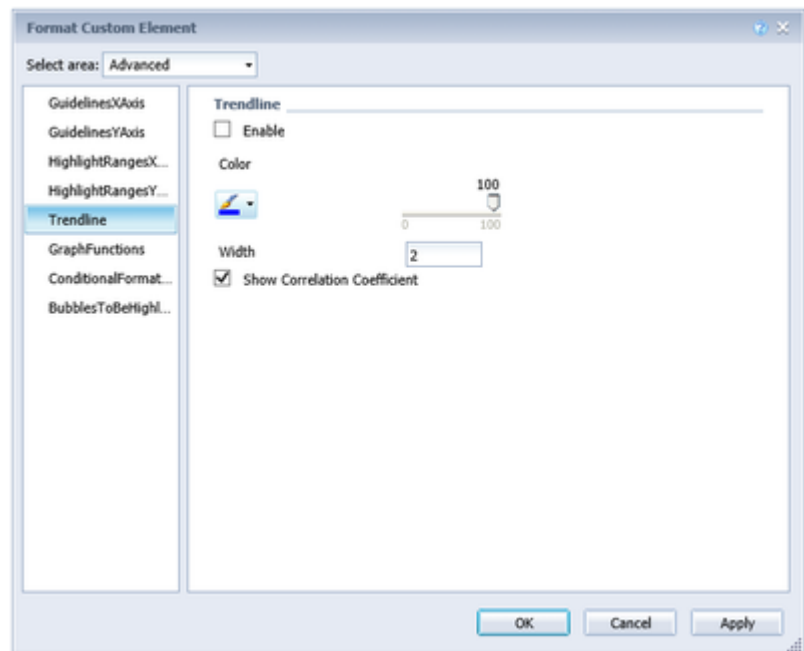 Format Custom Element
Select area: Advanced
GuidelinesXAxis
GuidelinesYAxis
HighlightRangesX...
HighlightRangesY...
Trendline
GraphFunctions
ConditionalFormat...
BubblesToBeHighl...
Trendline
Enable
Color
100
0 100
Width 2
Show Correlation Coefficient
OK Cancel Apply